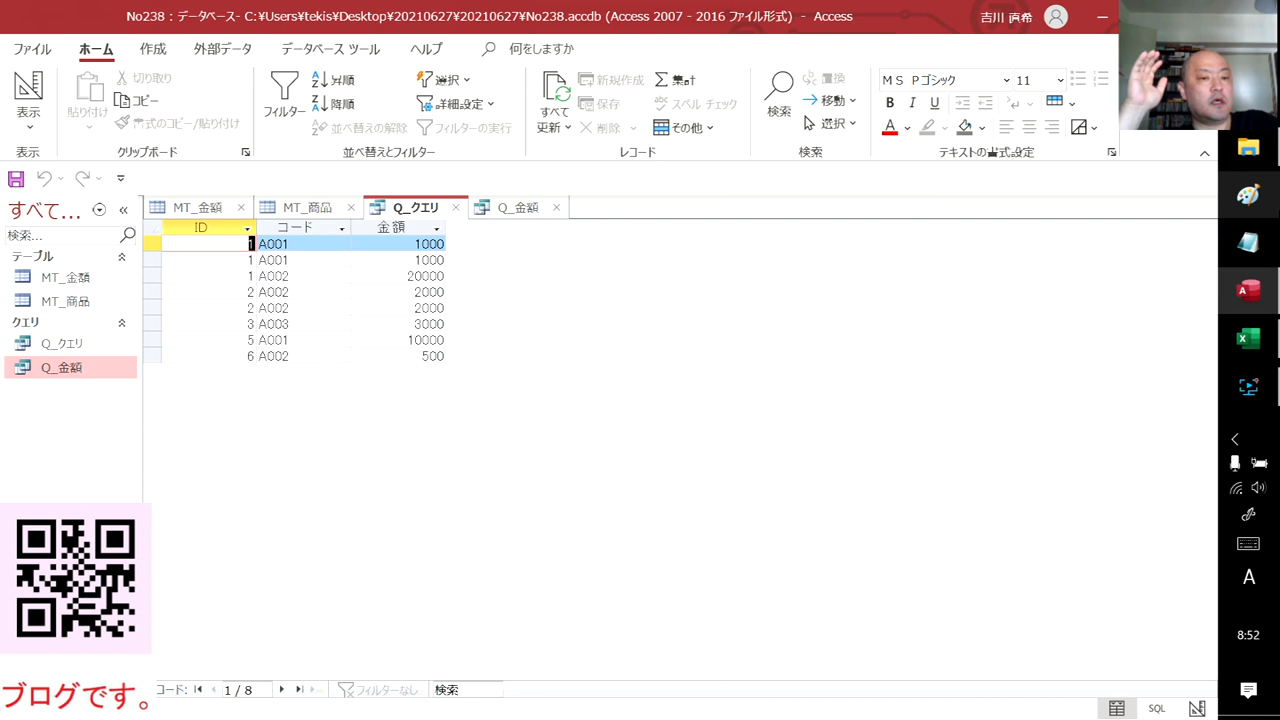 No238 : データベース- C:¥Users¥tekis¥Desktop¥20210627¥20210627¥No238.accdb (Access 2007 - 2016 ファイル形式) - Access
吉川 直希
ファイル ホーム 作成 外部データ データベース ツール ヘルプ 何をしますか
表示
表示
貼り付け
切り取り
コピー
書式のコピー/貼り付け
クリップボード
フィルター
昇順
降順
並べ替えの解除
選択
詳細設定
フィルターの実行
並べ替えとフィルター
すべて
更新
新規作成
保存
削除
集計
スペル チェック
その他
レコード
検索
置換
移動
選択
検索
MS Pゴシック 11
B I U
A
テキストの書式設定
すべて...
検索...
テーブル
MT_金額
MT_商品
クエリ
Q_クエリ
Q_金額
MT_金額 MT_商品 Q_クエリ Q_金額
ID コード 金額
1 A001 1000
1 A001 1000
1 A002 20000
2 A002 2000
2 A002 2000
3 A003 3000
5 A001 10000
6 A002 500
A
8:52
ブログです。
コード: 1 / 8 フィルターなし 検索
SQL